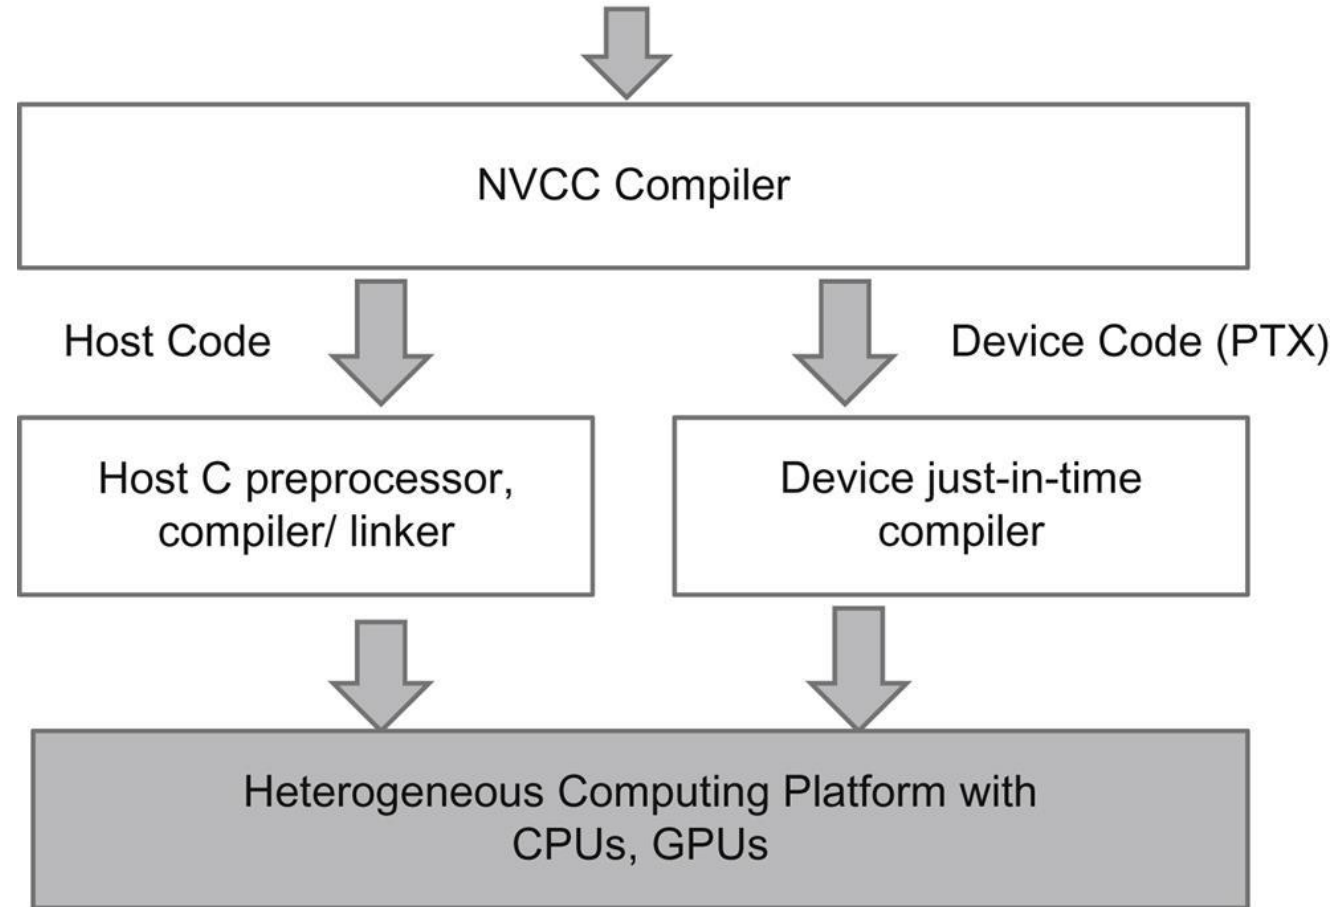 NVCC Compiler
Host Code
Device Code (PTX)
Host C preprocessor,
compiler/ linker
Device just-in-time
compiler
Heterogeneous Computing Platform with
CPUs, GPUs